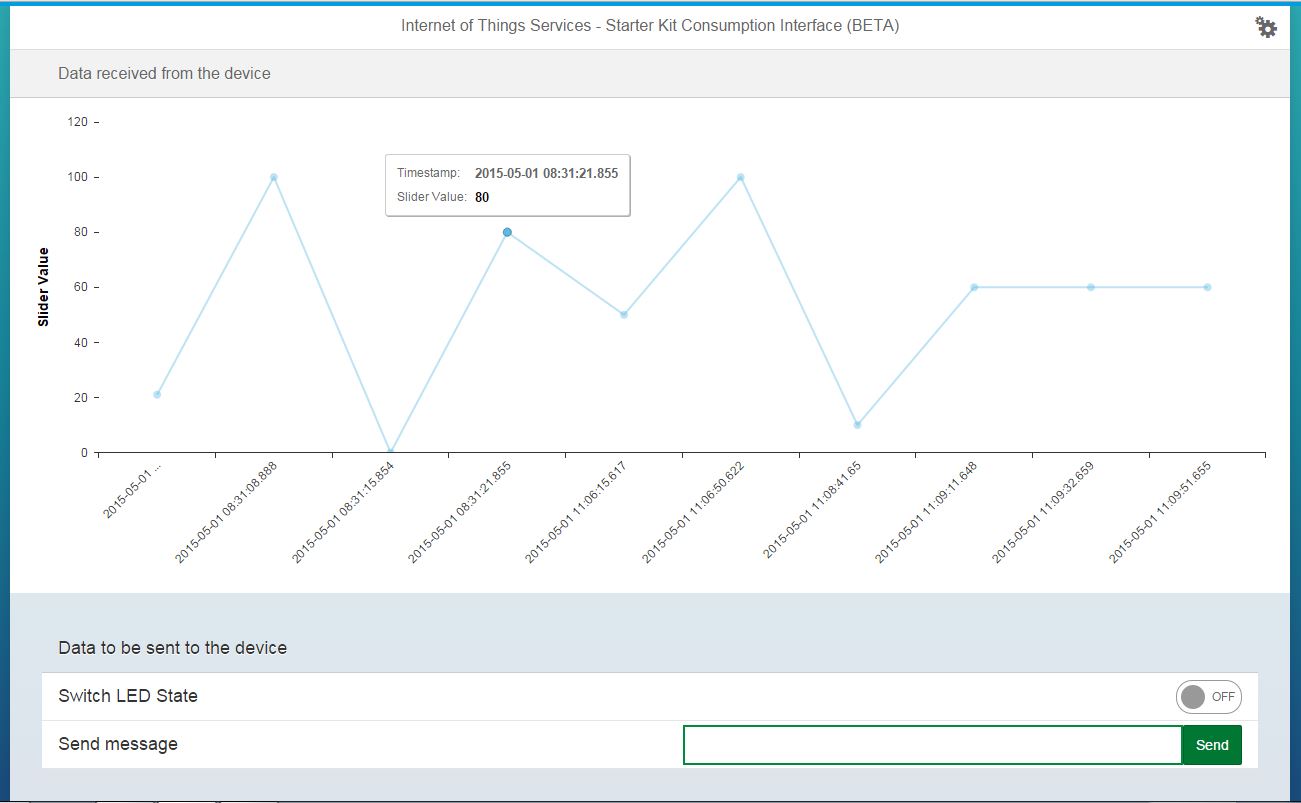 Internet of Things Services - Starter Kit Consumption Interface (BETA)
Data received from the device
120
100
80
60
40
20
0
Slider Value
Timestamp: 2015-05-01 08:31:21.855
Slider Value: 80
2015-05-01 ...
2015-05-01 08:31:08.888
2015-05-01 08:31:15.854
2015-05-01 08:31:21.855
2015-05-01 11:06:15.617
2015-05-01 11:06:50.622
2015-05-01 11:08:41.65
2015-05-01 11:09:11.648
2015-05-01 11:09:32.659
2015-05-01 11:09:51.655
Data to be sent to the device
Switch LED State OFF
Send message Send